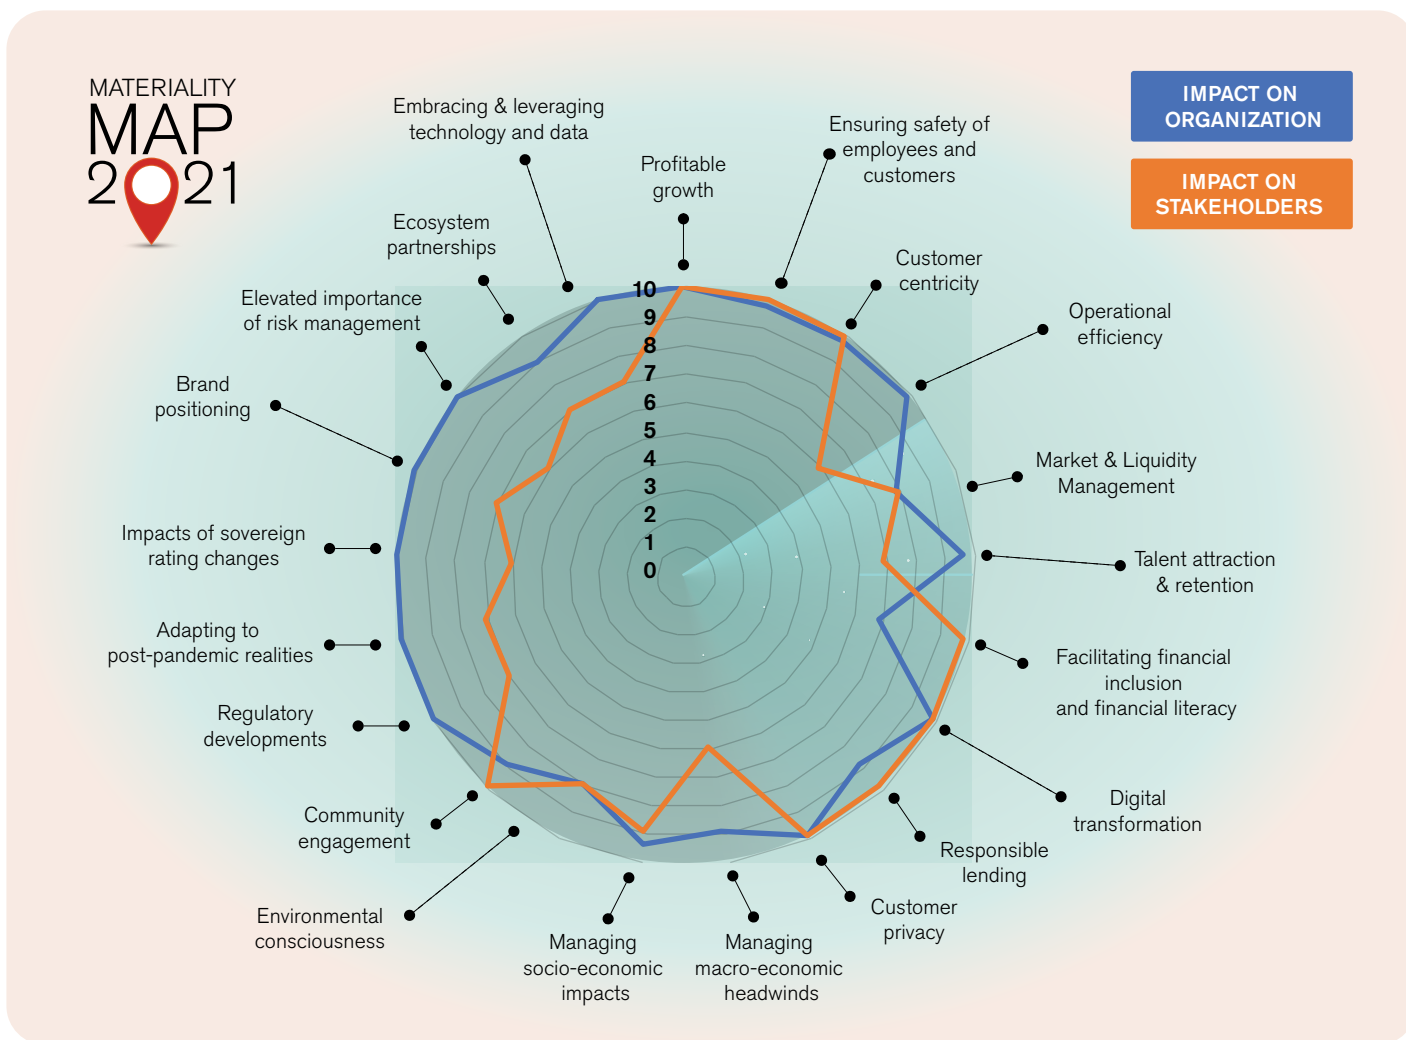 MATERIALITY
MAP
2021
IMPACT ON
ORGANIZATION
IMPACT ON
STAKEHOLDERS
Profitable
growth
Ensuring safety of
employees and
customers
Customer
centricity
Operational
efficiency
Market & Liquidity
Management
Talent attraction
& retention
Facilitating financial
inclusion
and financial literacy
Digital
transformation
Responsible
lending
Customer
privacy
Managing
macro-economic
headwinds
Managing
socio-economic
impacts
Environmental
consciousness
Community
engagement
Regulatory
developments
Adapting to
post-pandemic realities
Impacts of sovereign
rating changes
Brand
positioning
Elevated importance
of risk management
Ecosystem
partnerships
Embracing & leveraging
technology and data
10
9
8
7
6
5
4
3
2
1
0